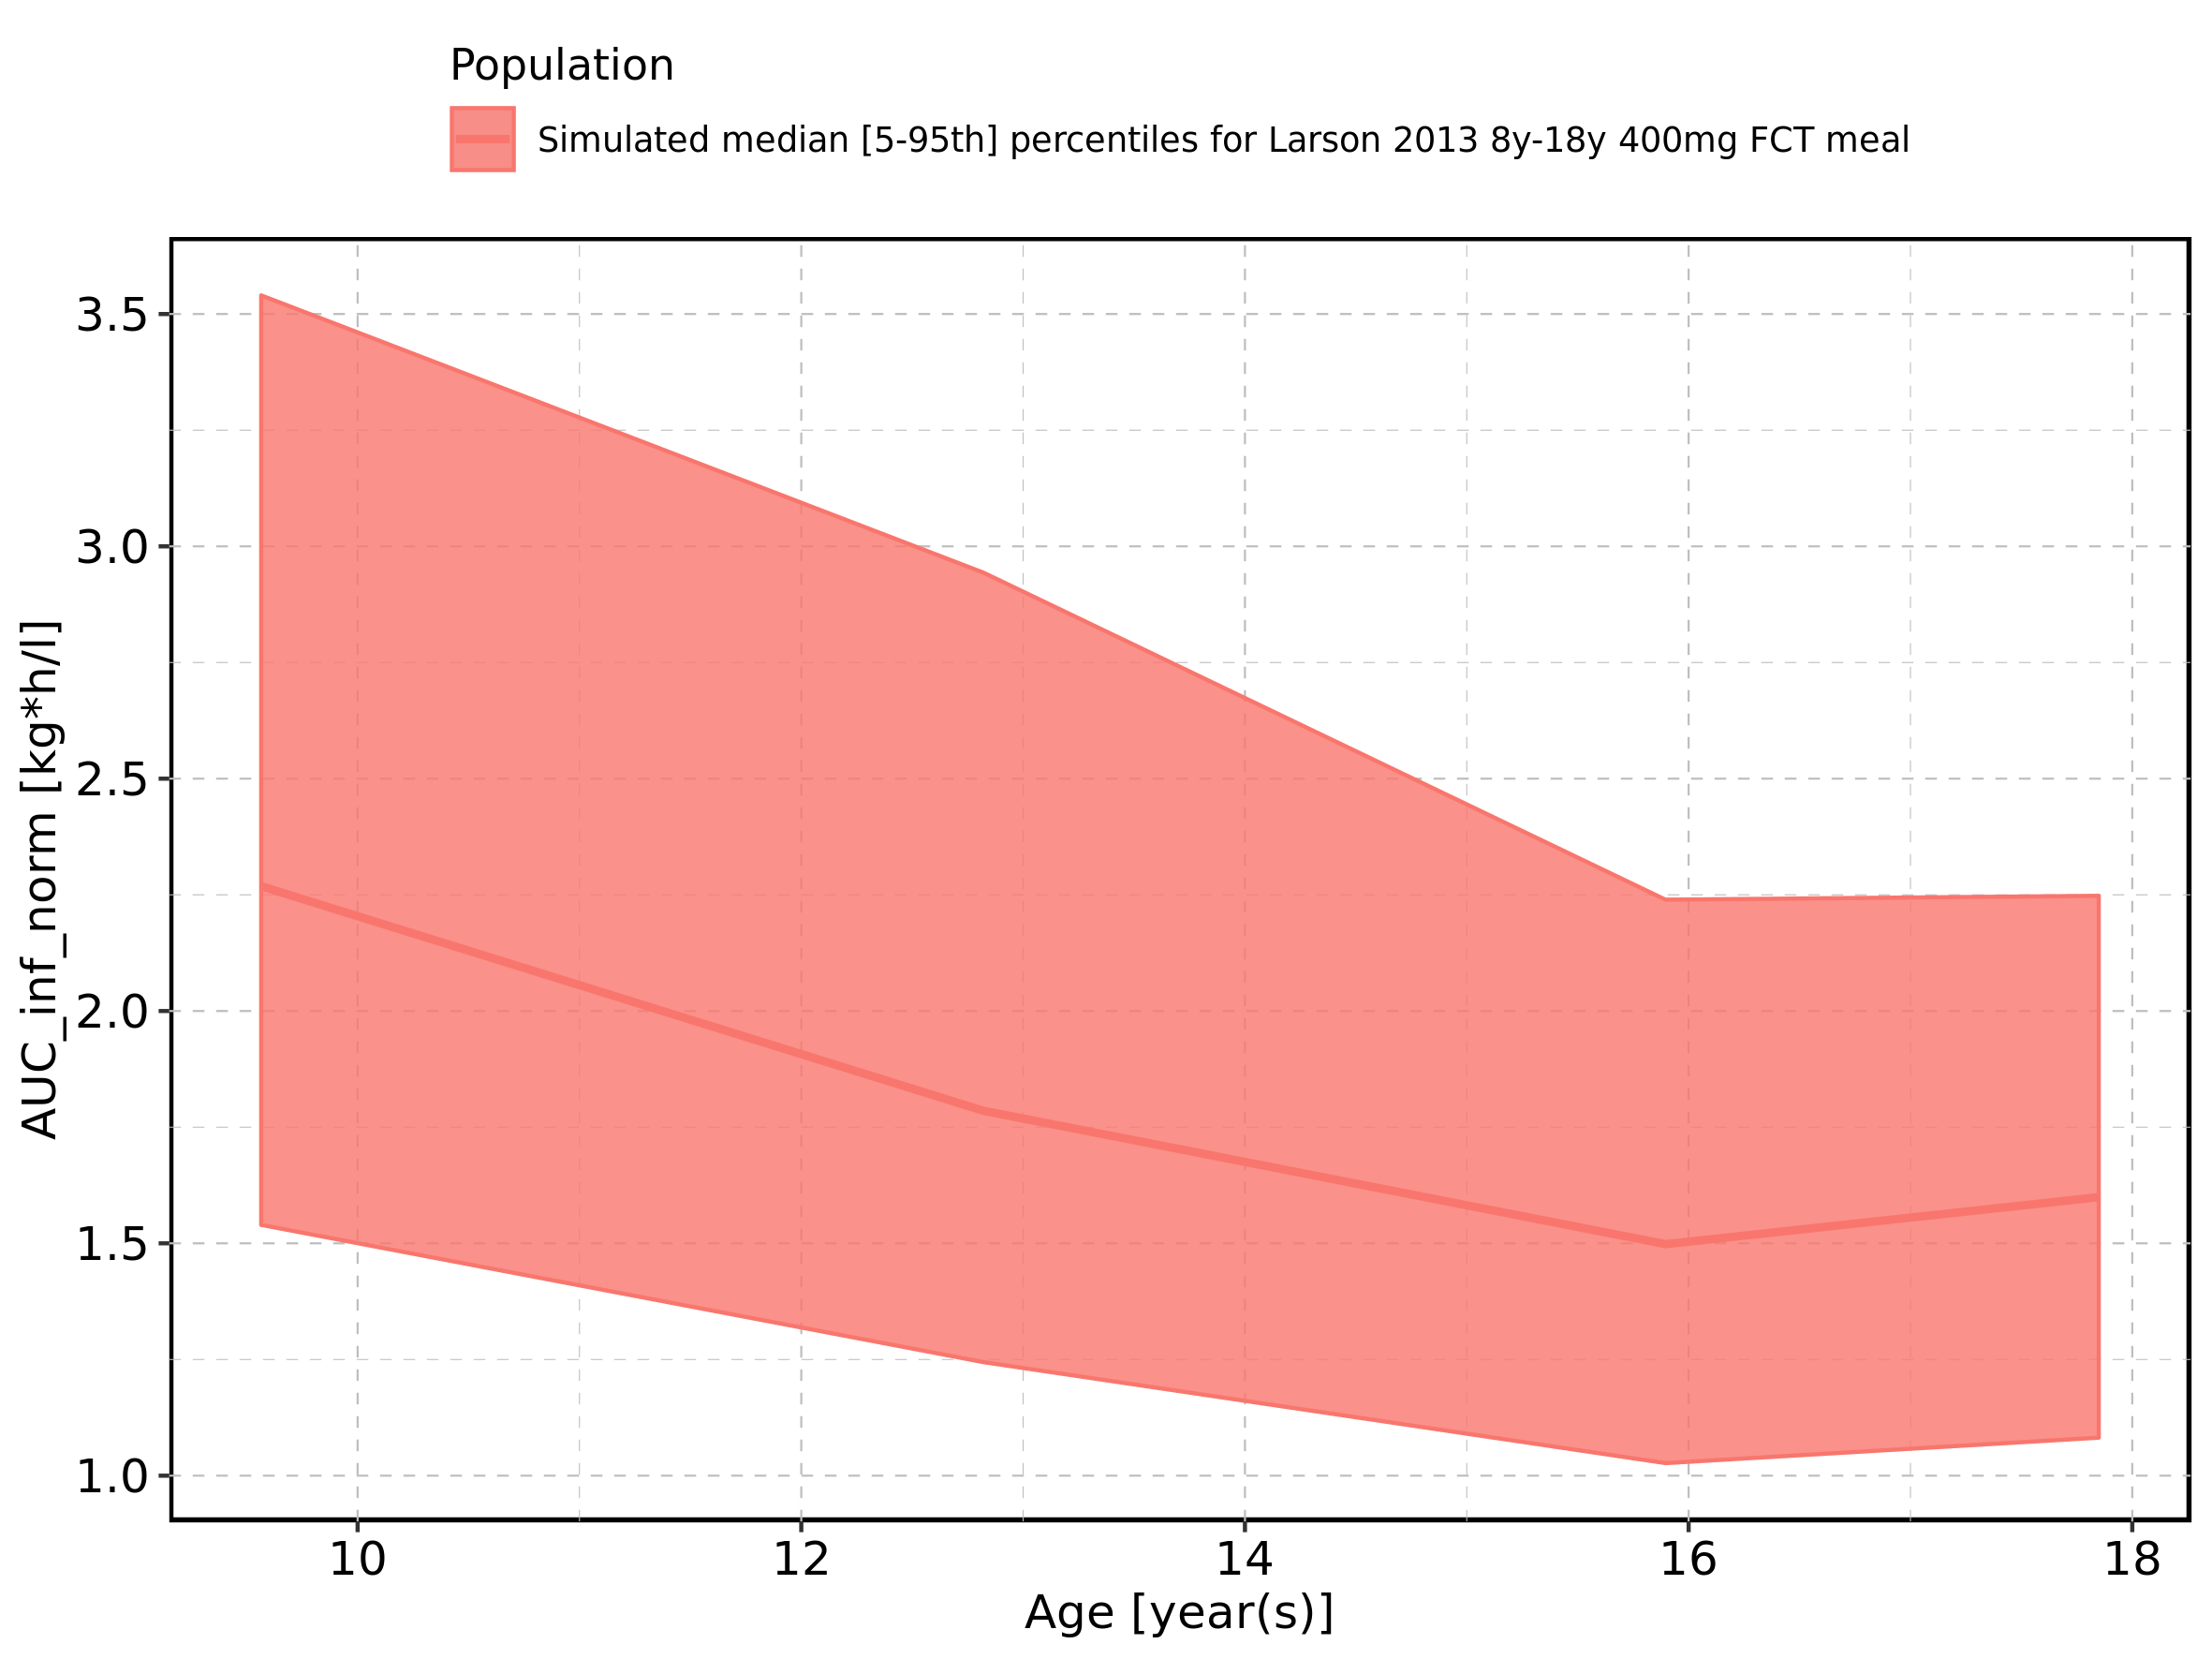 Population
Simulated median [5-95th] percentiles for Larson 2013 8y-18y 400mg FCT meal
AUC_inf_norm [kg*h/l]
3.5
3.0
2.5
2.0
1.5
1.0
10 12 14 16 18
Age [year(s)]